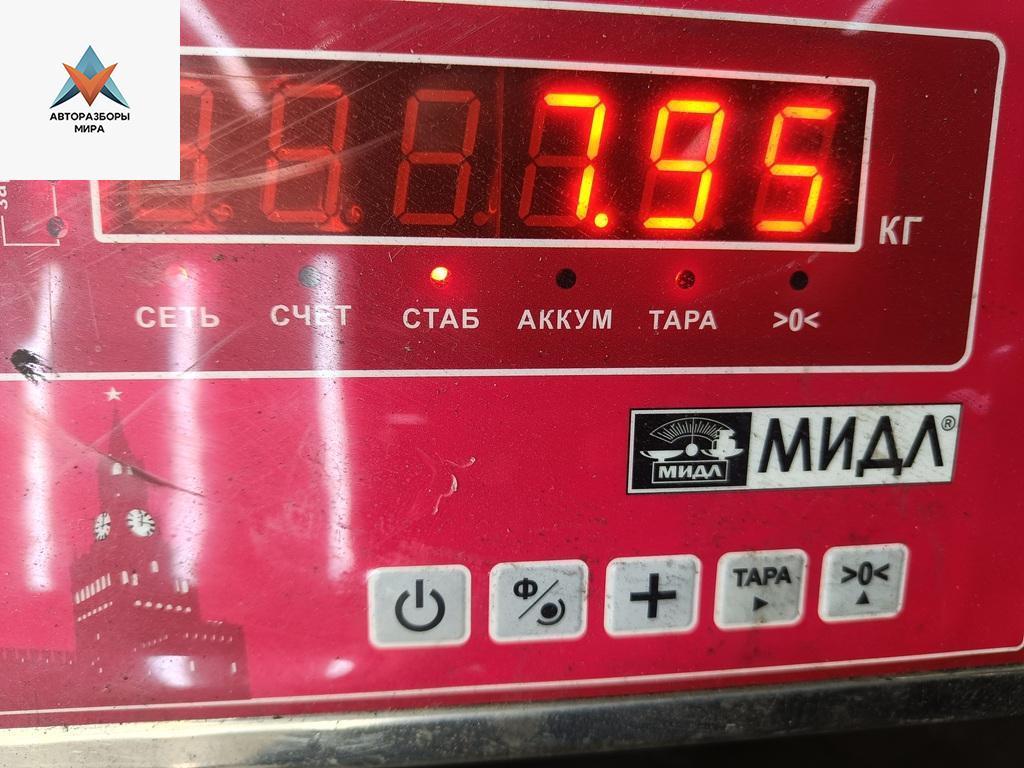 АВТОРАЗБОРЫ
МИРА
7.95
КГ
СЕТЬ СЧЕТ СТАБ АККУМ ТАРА >0<
МИДЛ МИДЛ®
Ф + ТАРА >0<